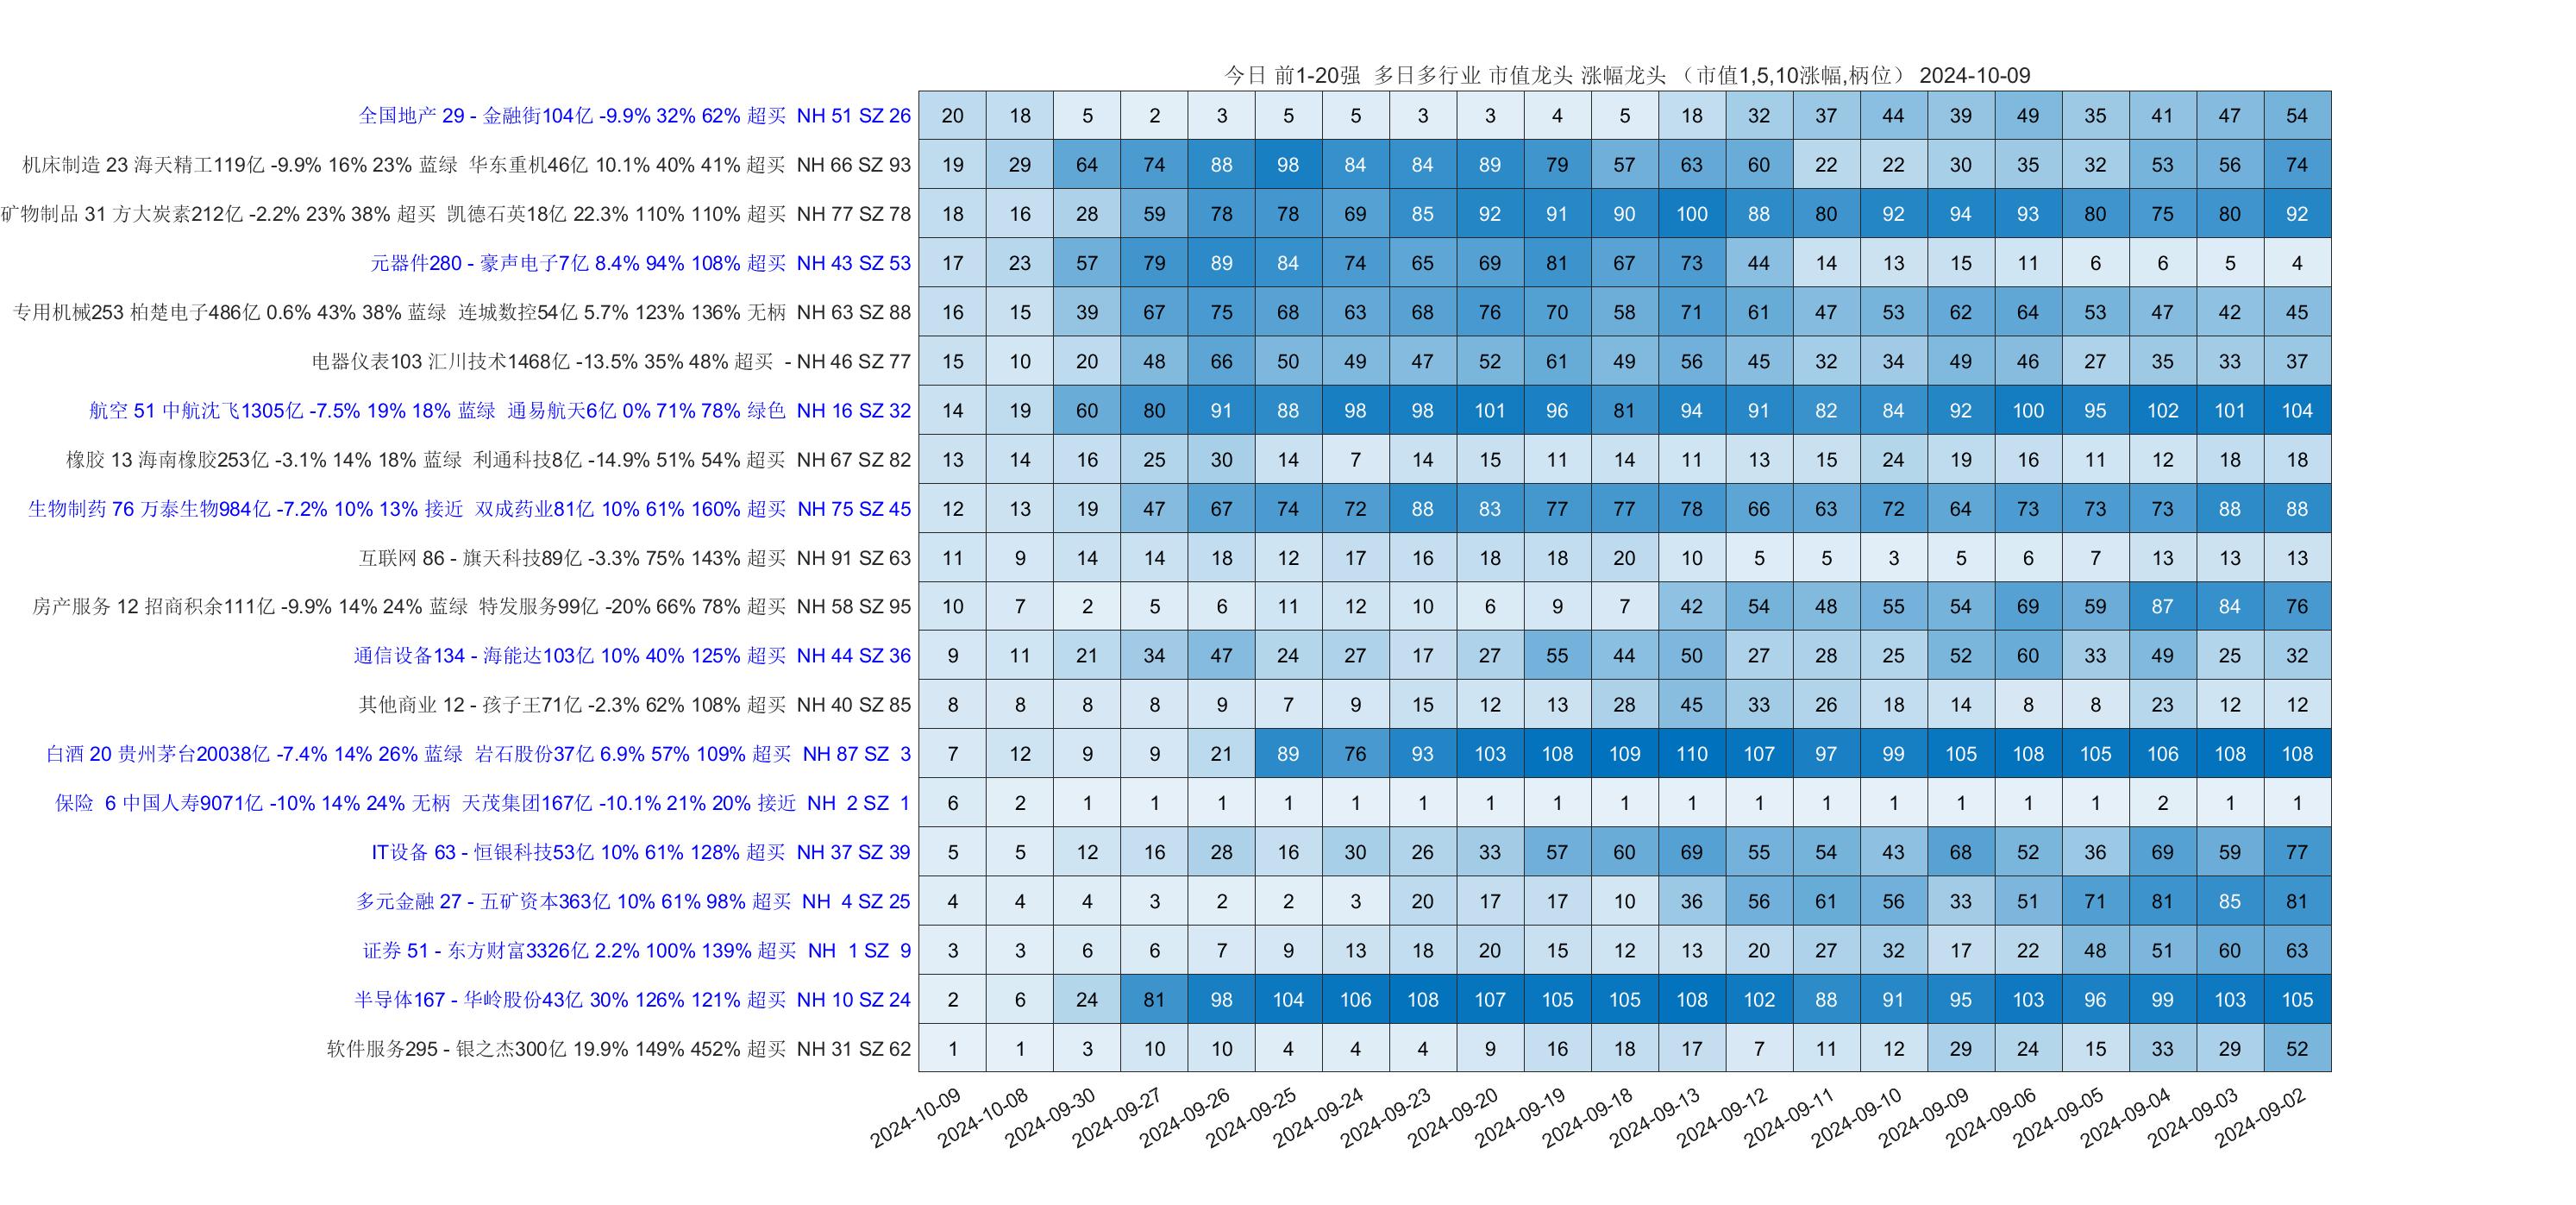 今日 前1-20强 多日多行业 市值龙头 涨幅龙头 （市值1,5,10涨幅,柄位） 2024-10-09
全国地产 29 - 金融街104亿 -9.9% 32% 62% 超买 NH 51 SZ 26 20 18 5 2 3 5 5 3 3 4 5 18 32 37 44 39 49 35 41 47 54
机床制造 23 海天精工119亿 -9.9% 16% 23% 蓝绿 华东重机46亿 10.1% 40% 41% 超买 NH 66 SZ 93 19 29 64 74 88 98 84 84 89 79 57 63 60 22 22 30 35 32 53 56 74
矿物制品 31 方大炭素212亿 -2.2% 23% 38% 超买 凯德石英18亿 22.3% 110% 110% 超买 NH 77 SZ 78 18 16 28 59 78 78 69 85 92 91 90 100 88 80 92 94 93 80 75 80 92
元器件280 - 豪声电子7亿 8.4% 94% 108% 超买 NH 43 SZ 53 17 23 57 79 89 84 74 65 69 81 67 73 44 14 13 15 11 6 6 5 4
专用机械253 柏楚电子486亿 0.6% 43% 38% 蓝绿 连城数控54亿 5.7% 123% 136% 无柄 NH 63 SZ 88 16 15 39 67 75 68 63 68 76 70 58 71 61 47 53 62 64 53 47 42 45
电器仪表103 汇川技术1468亿 -13.5% 35% 48% 超买 - NH 46 SZ 77 15 10 20 48 66 50 49 47 52 61 49 56 45 32 34 49 46 27 35 33 37
航空 51 中航沈飞1305亿 -7.5% 19% 18% 蓝绿 通易航天6亿 0% 71% 78% 绿色 NH 16 SZ 32 14 19 60 80 91 88 98 98 101 96 81 94 91 82 84 92 100 95 102 101 104
橡胶 13 海南橡胶253亿 -3.1% 14% 18% 蓝绿 利通科技8亿 -14.9% 51% 54% 超买 NH 67 SZ 82 13 14 16 25 30 14 7 14 15 11 14 11 13 15 24 19 16 11 12 18 18
生物制药 76 万泰生物984亿 -7.2% 10% 13% 接近 双成药业81亿 10% 61% 160% 超买 NH 75 SZ 45 12 13 19 47 67 74 72 88 83 77 77 78 66 63 72 64 73 73 73 88 88
互联网 86 - 旗天科技89亿 -3.3% 75% 143% 超买 NH 91 SZ 63 11 9 14 14 18 12 17 16 18 18 20 10 5 5 3 5 6 7 13 13 13
房产服务 12 招商积余111亿 -9.9% 14% 24% 蓝绿 特发服务99亿 -20% 66% 78% 超买 NH 58 SZ 95 10 7 2 5 6 11 12 10 6 9 7 42 54 48 55 54 69 59 87 84 76
通信设备134 - 海能达103亿 10% 40% 125% 超买 NH 44 SZ 36 9 11 21 34 47 24 27 17 27 55 44 50 27 28 25 52 60 33 49 25 32
其他商业 12 - 孩子王71亿 -2.3% 62% 108% 超买 NH 40 SZ 85 8 8 8 8 9 7 9 15 12 13 28 45 33 26 18 14 8 8 23 12 12
白酒 20 贵州茅台20038亿 -7.4% 14% 26% 蓝绿 岩石股份37亿 6.9% 57% 109% 超买 NH 87 SZ 3 7 12 9 9 21 89 76 93 103 108 109 110 107 97 99 105 108 105 106 108 108
保险 6 中国人寿9071亿 -10% 14% 24% 无柄 天茂集团167亿 -10.1% 21% 20% 接近 NH 2 SZ 1 6 2 1 1 1 1 1 1 1 1 1 1 1 1 1 1 1 1 2 1 1
IT设备 63 - 恒银科技53亿 10% 61% 128% 超买 NH 37 SZ 39 5 5 12 16 28 16 30 26 33 57 60 69 55 54 43 68 52 36 69 59 77
多元金融 27 - 五矿资本363亿 10% 61% 98% 超买 NH 4 SZ 25 4 4 4 3 2 2 3 20 17 17 10 36 56 61 56 33 51 71 81 85 81
证券 51 - 东方财富3326亿 2.2% 100% 139% 超买 NH 1 SZ 9 3 3 6 6 7 9 13 18 20 15 12 13 20 27 32 17 22 48 51 60 63
半导体167 - 华岭股份43亿 30% 126% 121% 超买 NH 10 SZ 24 2 6 24 81 98 104 106 108 107 105 105 108 102 88 91 95 103 96 99 103 105
软件服务295 - 银之杰300亿 19.9% 149% 452% 超买 NH 31 SZ 62 1 1 3 10 10 4 4 4 9 16 18 17 7 11 12 29 24 15 33 29 52
2024-10-09 2024-10-08 2024-09-30 2024-09-27 2024-09-26 2024-09-25 2024-09-24 2024-09-23 2024-09-20 2024-09-19 2024-09-18 2024-09-13 2024-09-12 2024-09-11 2024-09-10 2024-09-09 2024-09-06 2024-09-05 2024-09-04 2024-09-03 2024-09-02